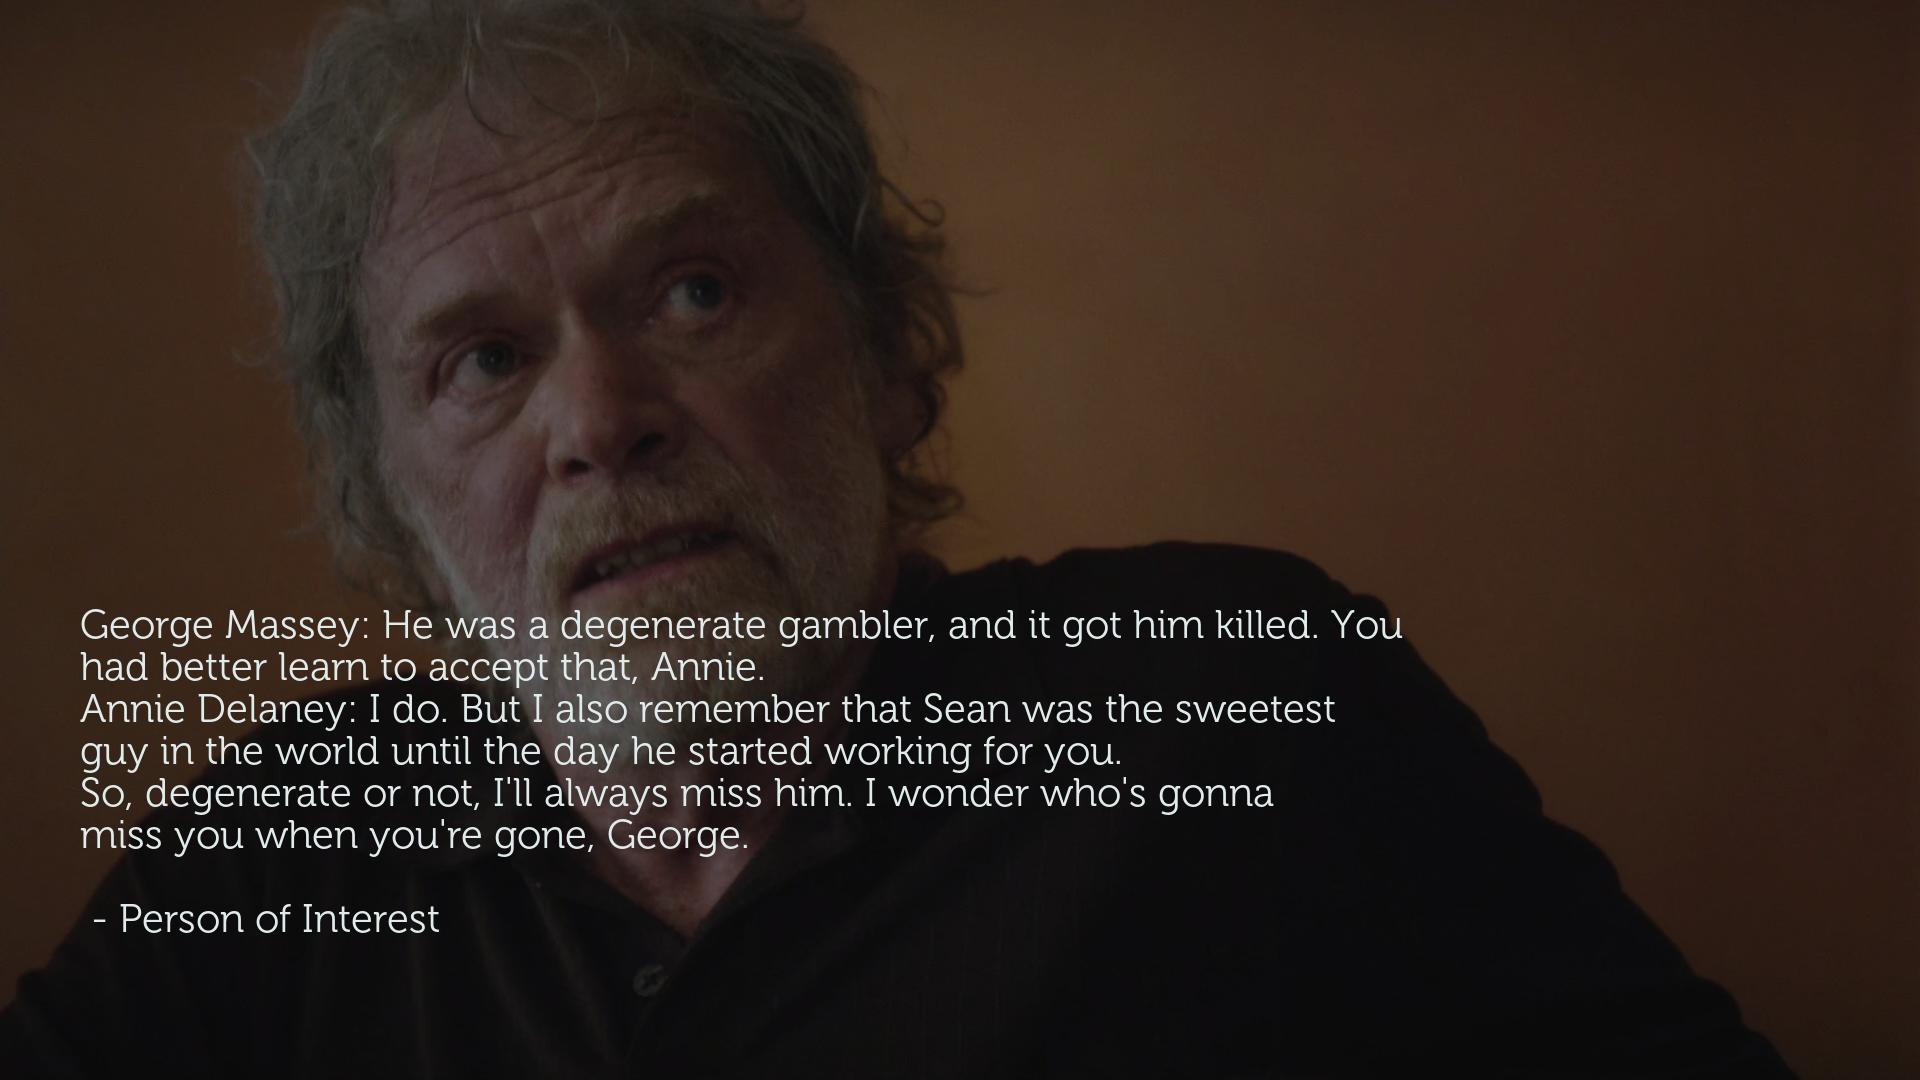 George Massey: He was a degenerate gambler, and it got him killed. You
had better learn to accept that, Annie.
Annie Delaney: I do. But I also remember that Sean was the sweetest
guy in the world until the day he started working for you.
So, degenerate or not, I'll always miss him. I wonder who's gonna
miss you when you're gone, George.
- Person of Interest